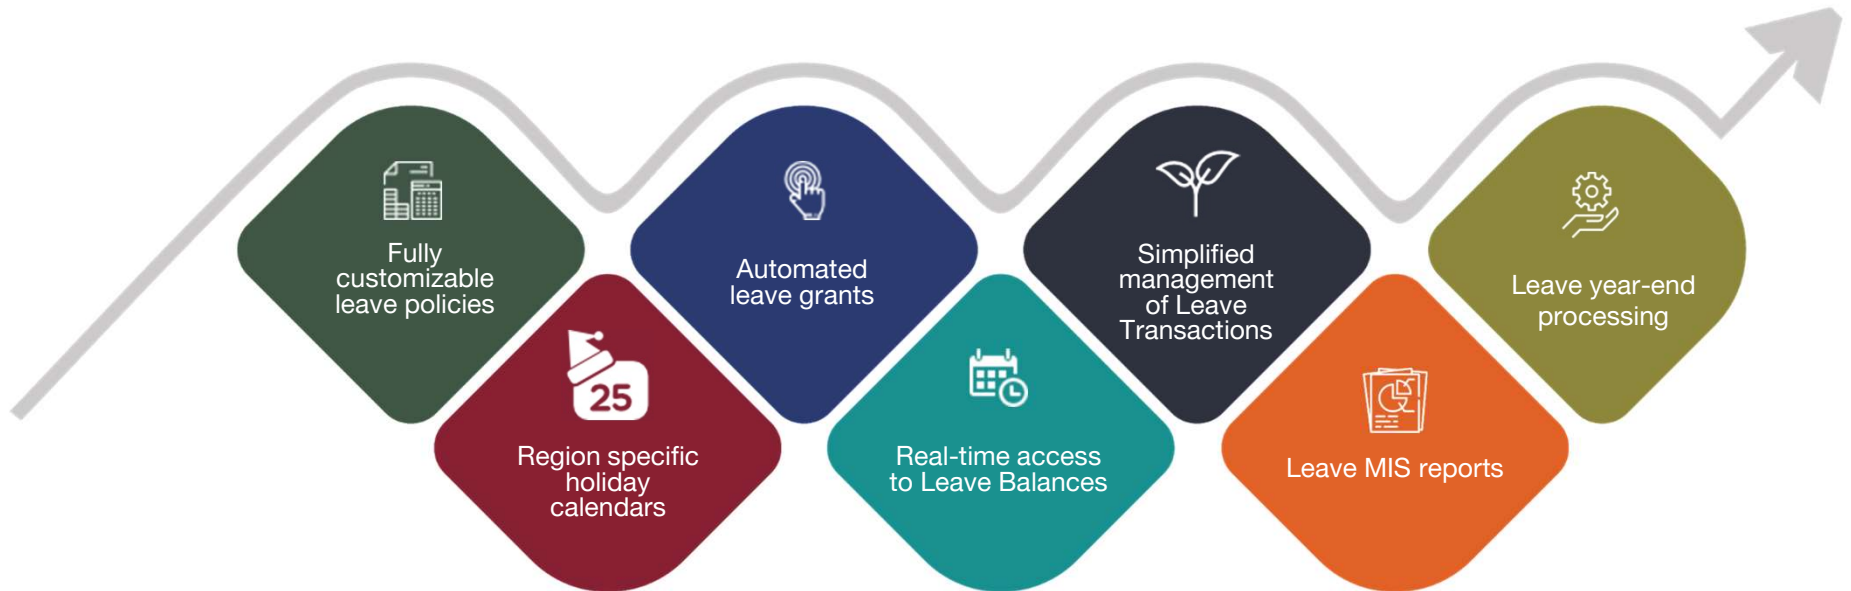 Fully
customizable
leave policies
25
Region specific
holiday
calendars
Automated
leave grants
Real-time access
to Leave Balances
Simplified
management
of Leave
Transactions
Leave MIS reports
Leave year-end
processing